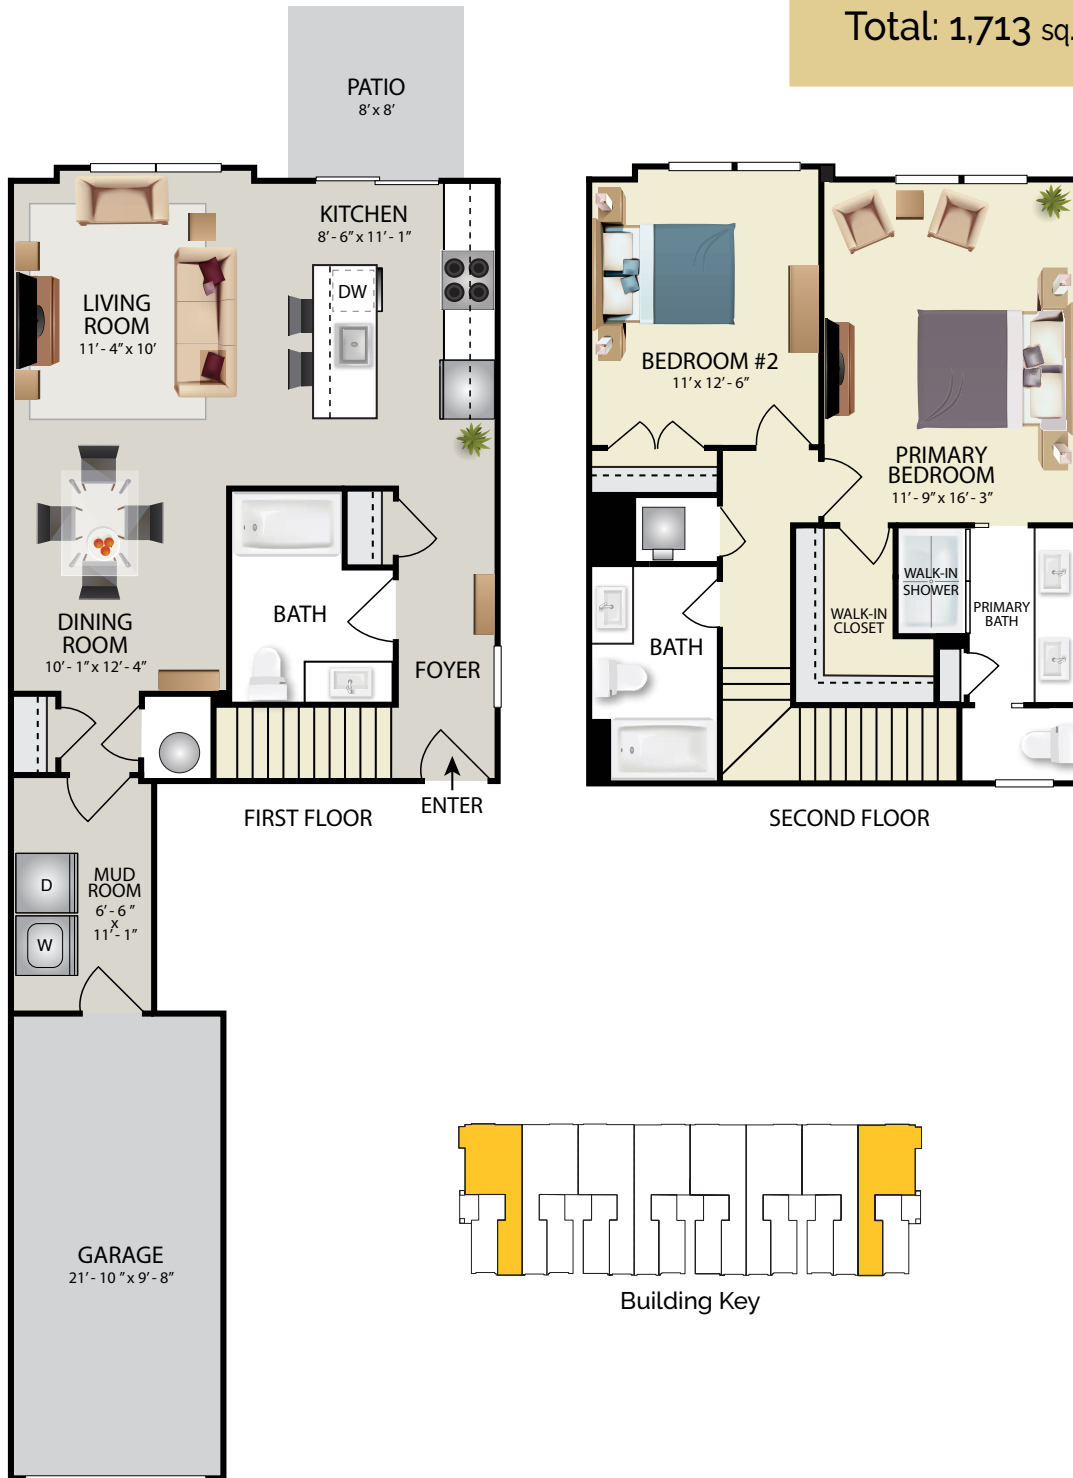 Total: 1,713 sq.
PATIO
8' x 8'
KITCHEN
8' - 6" x 11' - 1"
DW
LIVING
ROOM
11' - 4" x 10'
DINING
ROOM
10' - 1" x 12' - 4"
BATH
FOYER
ENTER
FIRST FLOOR
MUD
ROOM
6' - 6 "
x
11' - 1"
D
W
GARAGE
21' - 10 " x 9' - 8"
BEDROOM #2
11' x 12' - 6"
PRIMARY
BEDROOM
11' - 9" x 16' - 3"
WALK-IN
SHOWER
PRIMARY
BATH
WALK-IN
CLOSET
BATH
SECOND FLOOR
Building Key